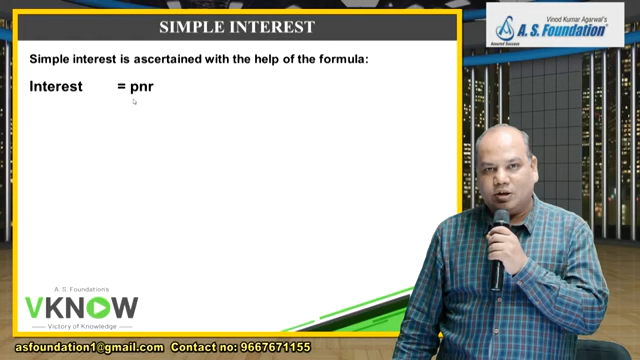 SIMPLE INTEREST
Vinod Kumar Agarwal's
A. S. Foundation
Assured Success
Simple interest is ascertained with the help of the formula:
Interest = pnr
A. S. Foundation's
VKNOW
- Victory of Knowledge -
asfoundation1@gmail.com Contact no: 9667671155